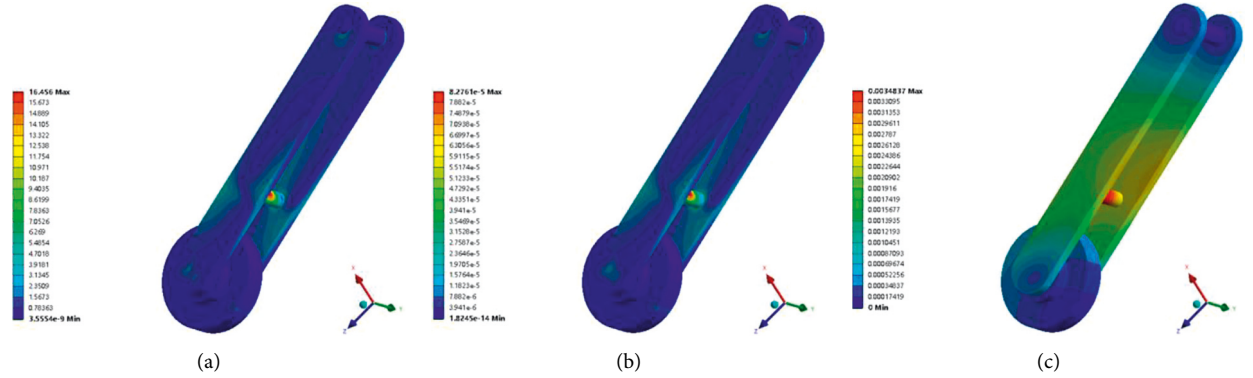 16.456 Max
15.673
14.889
14.105
13.322
12.538
11.754
10.971
10.187
9.4035
8.6199
7.8363
7.0526
6.269
5.4854
4.7018
3.9181
3.1345
2.3509
1.5673
0.78363
3.5554e-9 Min
X
Y
Z
(a)
8.2761e-5 Max
7.882e-5
7.4879e-5
7.0938e-5
6.6997e-5
6.3056e-5
5.9115e-5
5.5174e-5
5.1233e-5
4.7292e-5
4.3351e-5
3.941e-5
3.5469e-5
3.1528e-5
2.7587e-5
2.3646e-5
1.9705e-5
1.5764e-5
1.1823e-5
7.882e-6
3.941e-6
1.8245e-14 Min
X
Y
Z
(b)
0.0034837 Max
0.0033095
0.0031353
0.0029611
0.002787
0.0026128
0.0024386
0.0022644
0.0020902
0.001916
0.0017419
0.0015677
0.0013935
0.0012193
0.0010451
0.00087093
0.00069674
0.00052256
0.00034837
0.00017419
0 Min
X
Y
Z
(c)